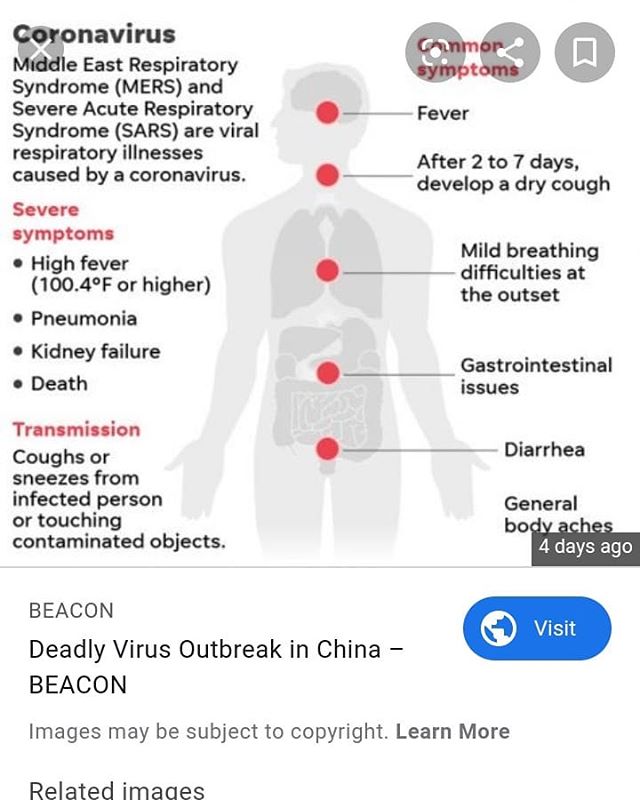 Coronavirus
Middle East Respiratory
Syndrome (MERS) and
Severe Acute Respiratory
Syndrome (SARS) are viral
respiratory illnesses
caused by a coronavirus.
Severe
symptoms
• High fever
(100.4°F or higher)
• Pneumonia
• Kidney failure
• Death
Transmission
Coughs or
sneezes from
infected person
or touching
contaminated objects.
Common
symptoms
Fever
After 2 to 7 days,
develop a dry cough
Mild breathing
difficulties at
the outset
Gastrointestinal
issues
Diarrhea
General
body aches
4 days ago
BEACON
Deadly Virus Outbreak in China –
BEACON
Visit
Images may be subject to copyright. Learn More
Related images